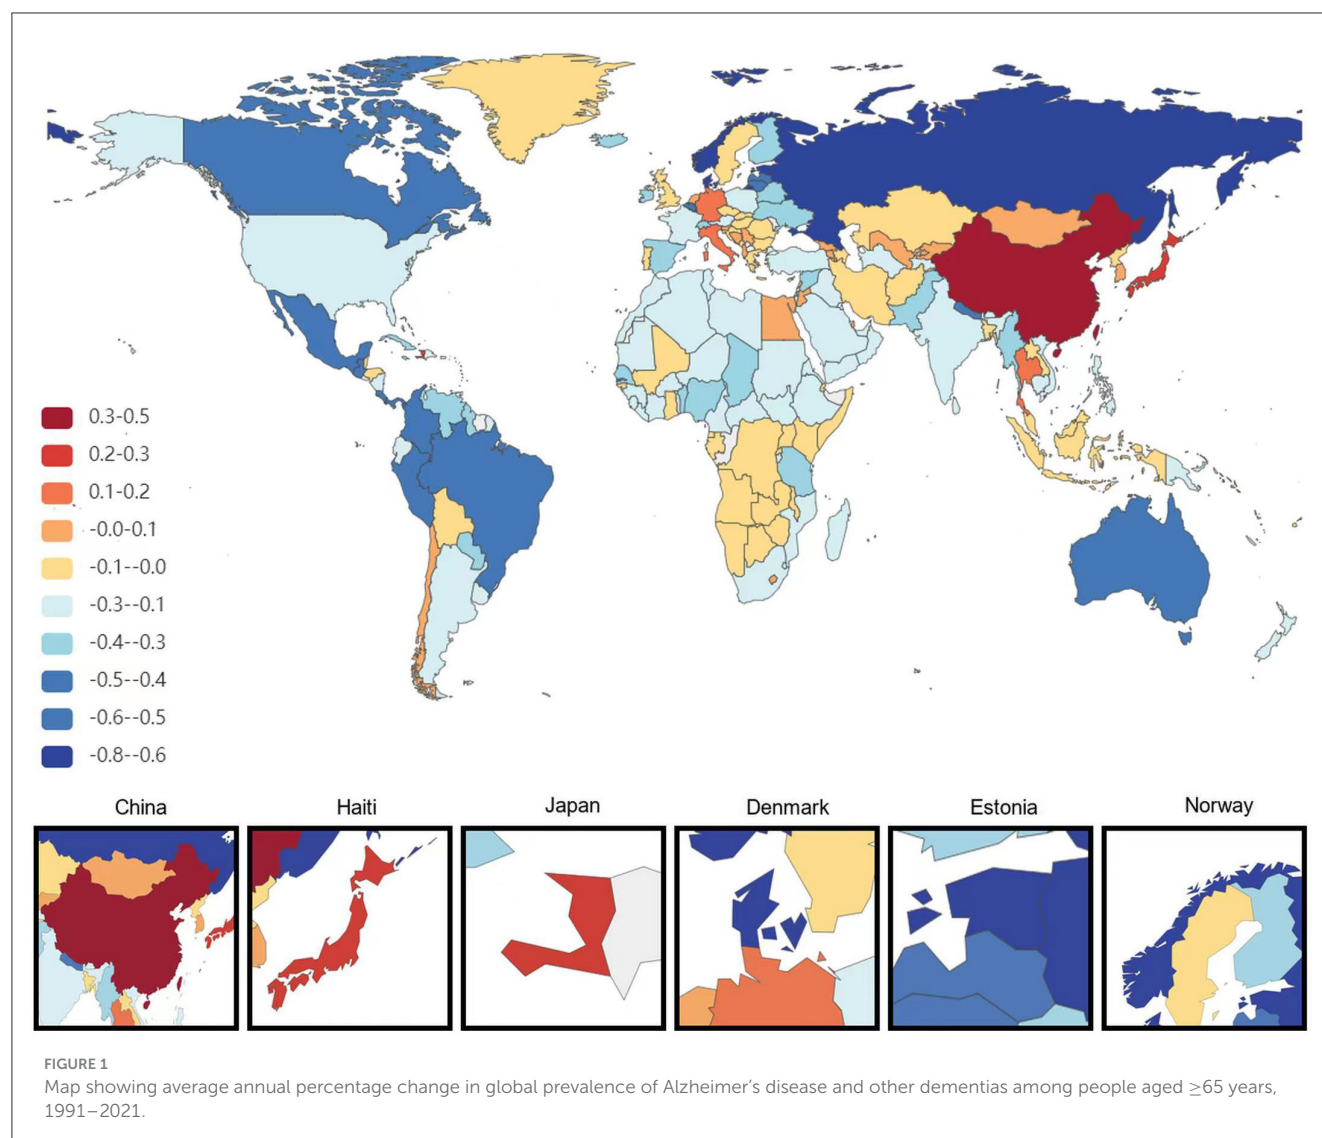 0.3-0.5
0.2-0.3
0.1-0.2
-0.0-0.1
-0.1--0.0
-0.3--0.1
-0.4--0.3
-0.5--0.4
-0.6--0.5
-0.8--0.6
China
Haiti
Japan
Denmark
Estonia
Norway
FIGURE 1
Map showing average annual percentage change in global prevalence of Alzheimer's disease and other dementias among people aged ≥65 years,
1991–2021.